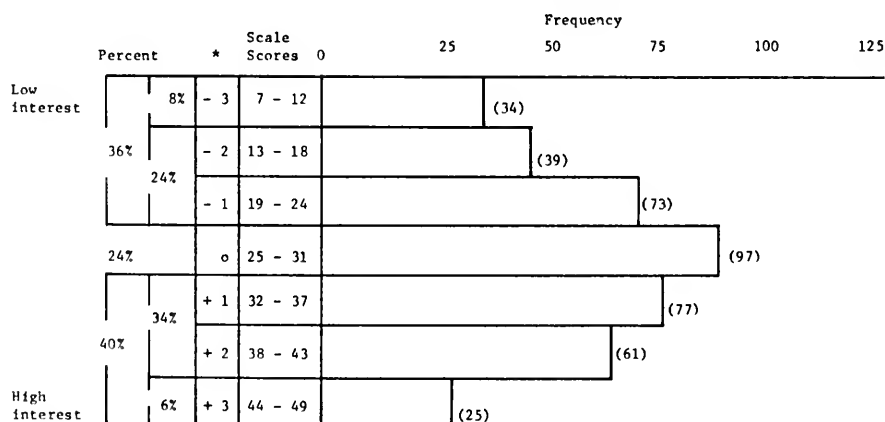 Frequency
Percent * Scale Scores 0 25 50 75 100 125
Low interest
8% - 3 7 - 12 (34)
36%
- 2 13 - 18 (39)
24%
- 1 19 - 24 (73)
24% o 25 - 31 (97)
+ 1 32 - 37 (77)
34%
40%
+ 2 38 - 43 (61)
High interest
6% + 3 44 - 49 (25)